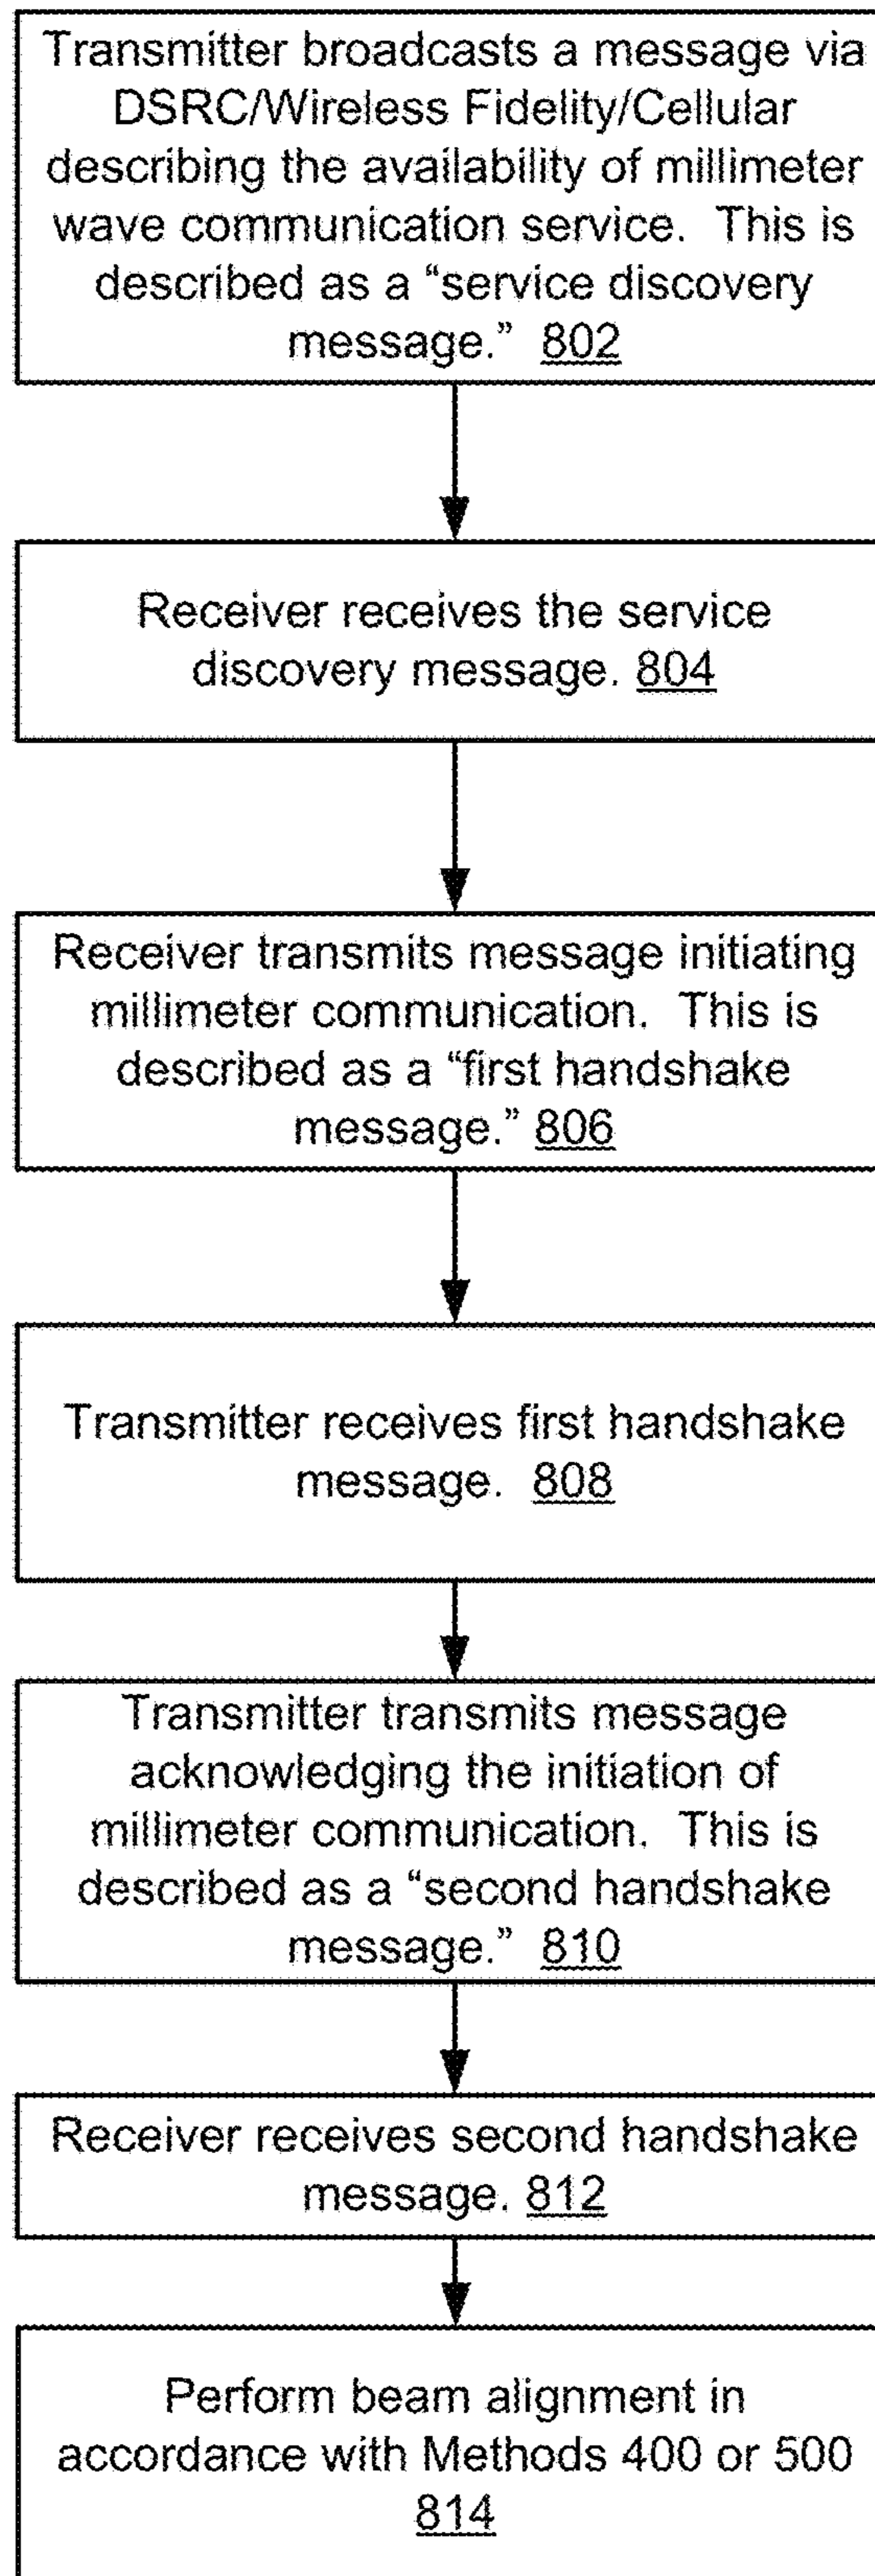 Transmitter broadcasts a message via
DSRC/Wireless Fidelity/Cellular
describing the availability of millimeter
wave communication service.  This is
described as a “service discovery
message.”  802
Receiver receives the service
discovery message. 804
Receiver transmits message initiating
millimeter communication.  This is
described as a “first handshake
message.” 806
Transmitter receives first handshake
message.  808
Transmitter transmits message
acknowledging the initiation of
millimeter communication.  This is
described as a “second handshake
message.”  810
Receiver receives second handshake
message. 812
Perform beam alignment in
accordance with Methods 400 or 500
814